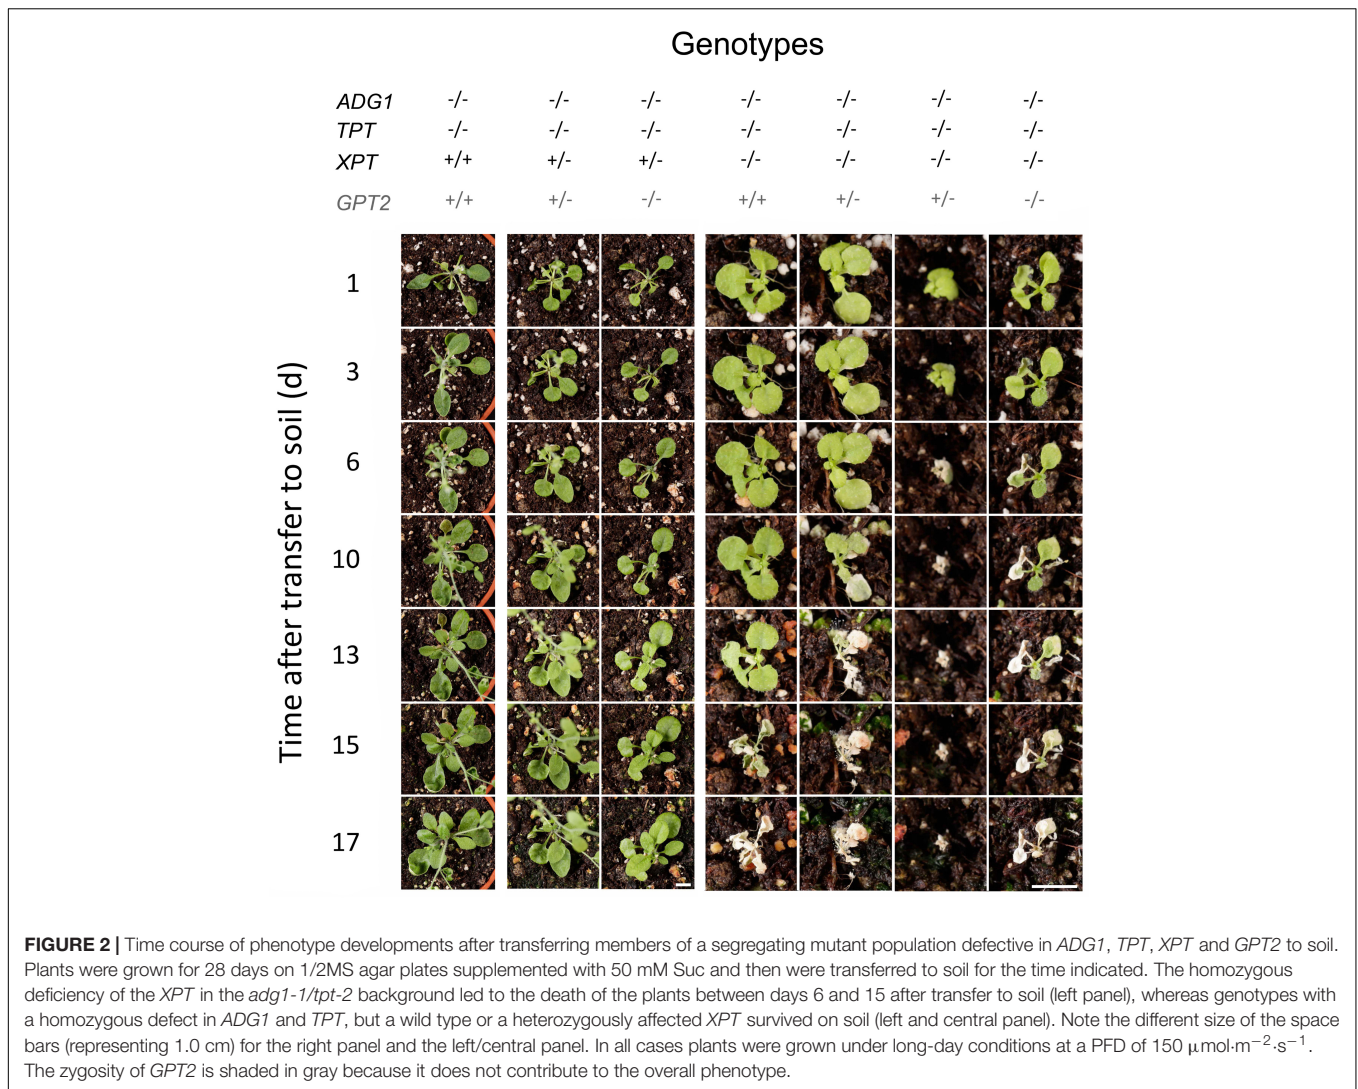 Genotypes
ADG1 -/- -/- -/- -/- -/- -/- -/-
TPT -/- -/- -/- -/- -/- -/- -/-
XPT +/+ +/- +/- -/- -/- -/- -/-
GPT2 +/+ +/- -/- +/+ +/- +/- -/-
Time after transfer to soil (d)
1
3
6
10
13
15
17
FIGURE 2 | Time course of phenotype developments after transferring members of a segregating mutant population defective in ADG1, TPT, XPT and GPT2 to soil.
Plants were grown for 28 days on 1/2MS agar plates supplemented with 50 mM Suc and then were transferred to soil for the time indicated. The homozygous
deficiency of the XPT in the adg1-1/tpt-2 background led to the death of the plants between days 6 and 15 after transfer to soil (left panel), whereas genotypes with
a homozygous defect in ADG1 and TPT, but a wild type or a heterozygously affected XPT survived on soil (left and central panel). Note the different size of the space
bars (representing 1.0 cm) for the right panel and the left/central panel. In all cases plants were grown under long-day conditions at a PFD of 150 μmol·m⁻²·s⁻¹.
The zygosity of GPT2 is shaded in gray because it does not contribute to the overall phenotype.